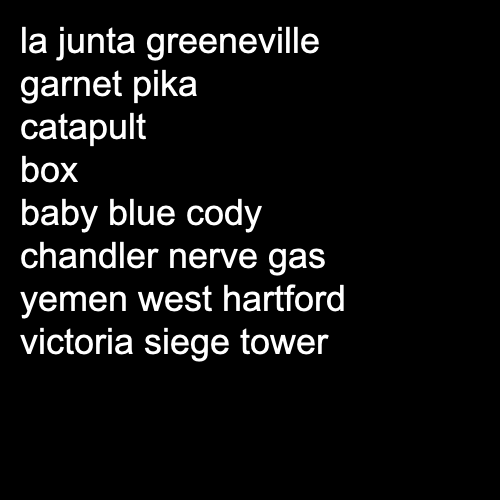 la junta greeneville
garnet pika
catapult
box
baby blue cody
chandler nerve gas
yemen west hartford
victoria siege tower